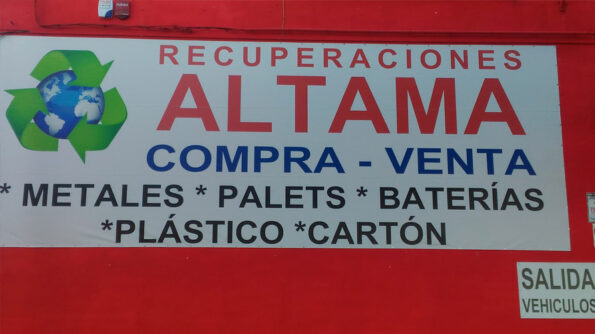 RECUPERACIONES
ALTAMA
COMPRA - VENTA
* METALES * PALETS * BATERÍAS
*PLÁSTICO *CARTÓN
SALIDA
VEHICULOS